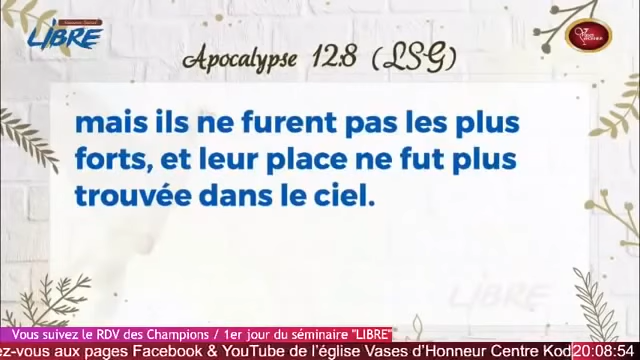 LIBRE
Apocalypse 12:8 (LSG)
mais ils ne furent pas les plus
forts, et leur place ne fut plus
trouvée dans le ciel.
LIBRE
Vous suivez le RDV des Champions / 1er jour du séminaire "LIBRE"
ez-vous aux pages Facebook & YouTube de l'église Vases d'Honneur Centre Kod
20:08:54